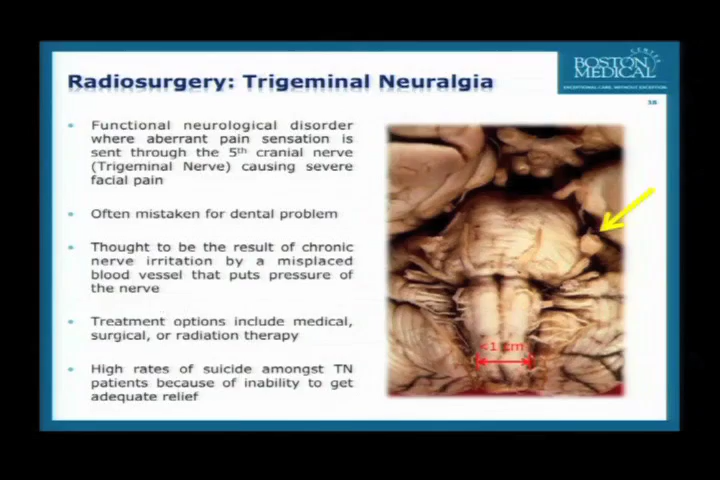 Radiosurgery: Trigeminal Neuralgia
BOSTON
MEDICAL
CENTER
EXCEPTIONAL CARE. WITHOUT EXCEPTION.
38
• Functional neurological disorder
where aberrant pain sensation is
sent through the 5th cranial nerve
(Trigeminal Nerve) causing severe
facial pain
• Often mistaken for dental problem
• Thought to be the result of chronic
nerve irritation by a misplaced
blood vessel that puts pressure of
the nerve
• Treatment options include medical,
surgical, or radiation therapy
• High rates of suicide amongst TN
patients because of inability to get
adequate relief
<1 cm